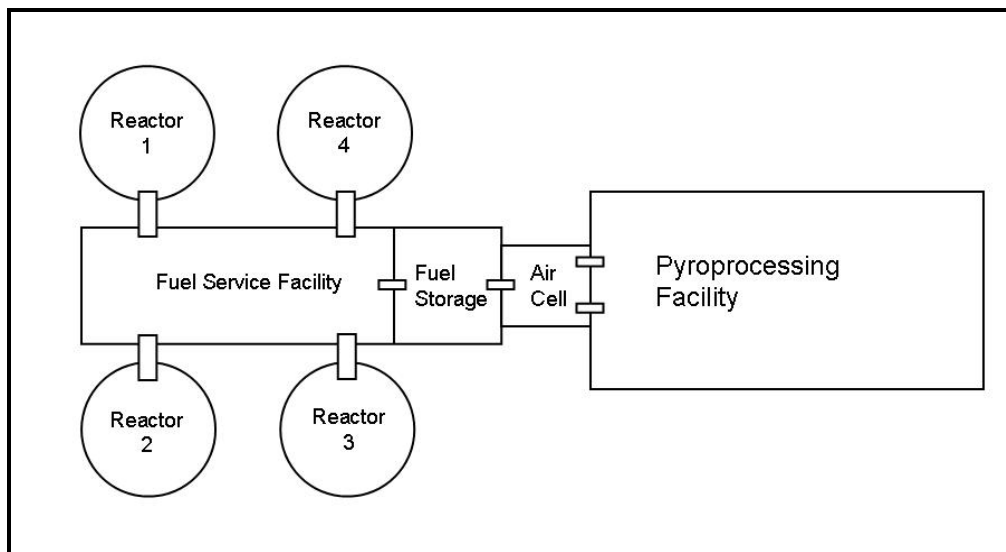 Reactor
1
Reactor
4
Fuel Service Facility
Fuel
Storage
Air
Cell
Pyroprocessing
Facility
Reactor
2
Reactor
3